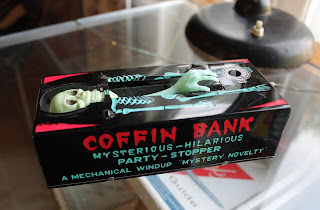 COFFIN BANK
MYSTERIOUS-HILARIOUS
PARTY-STOPPER
A MECHANICAL WINDUP "MYSTERY NOVELTY"